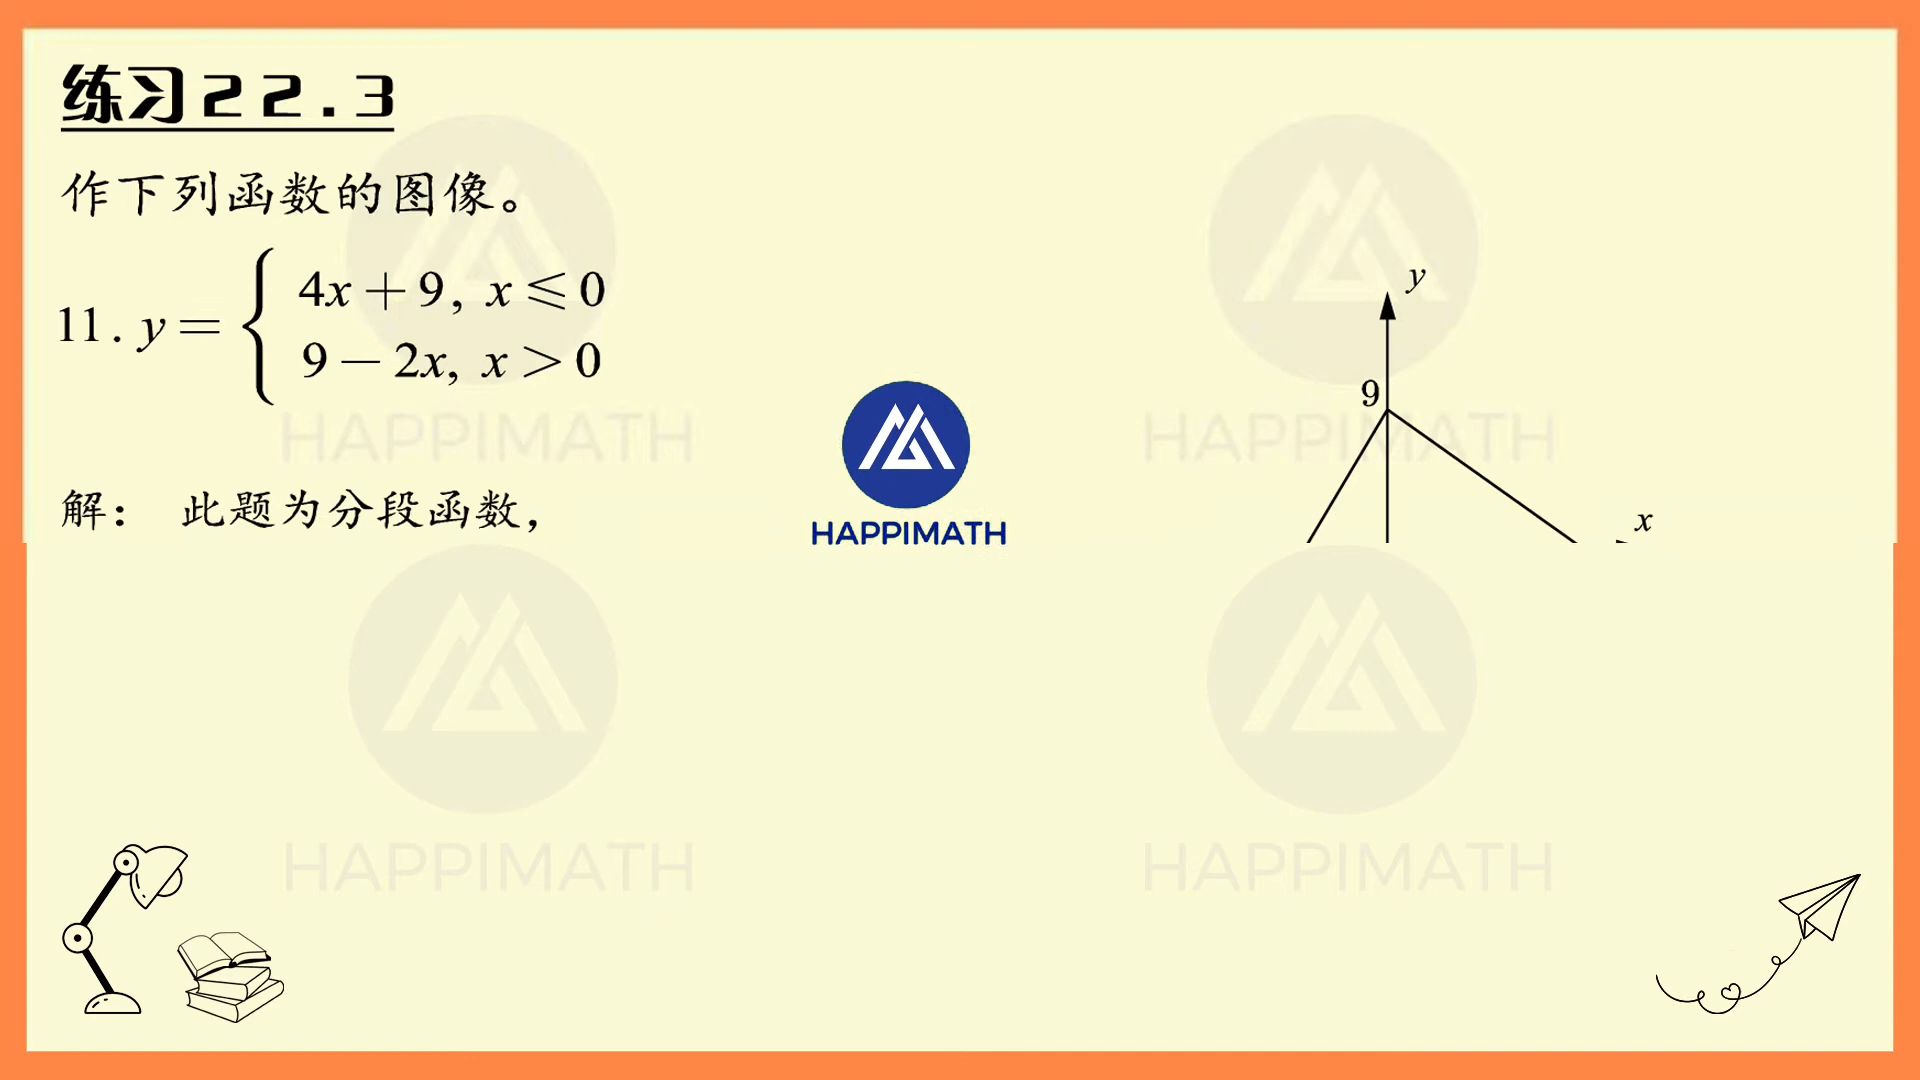 练习22.3
作下列函数的图像。
11. y = { 4x + 9, x ≤ 0
9 − 2x, x > 0
解： 此题为分段函数，
y
9
x
HAPPIMATH
HAPPIMATH
HAPPIMATH
HAPPIMATH
HAPPIMATH